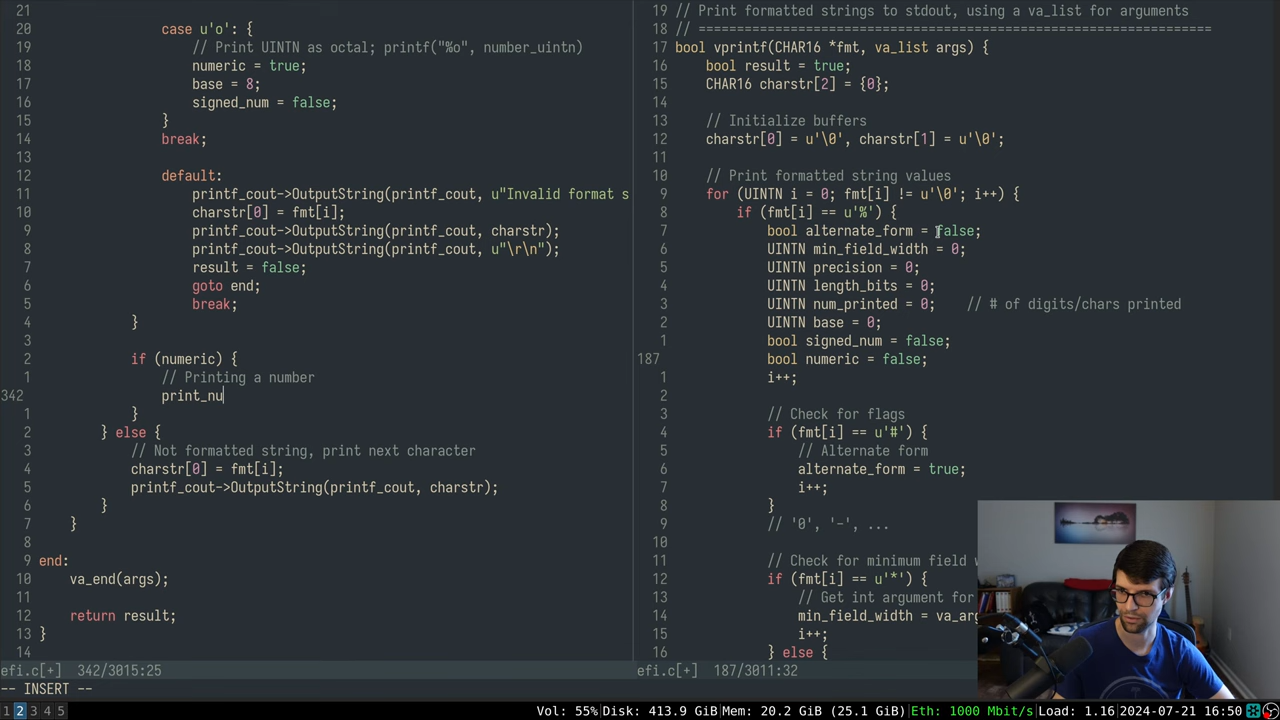 21
20 case u'o': {
19 // Print UINTN as octal; printf("%o", number_uintn)
18 numeric = true;
17 base = 8;
16 signed_num = false;
15 }
14 break;
13
12 default:
11 printf_cout->OutputString(printf_cout, u"Invalid format s
10 charstr[0] = fmt[i];
9 printf_cout->OutputString(printf_cout, charstr);
8 printf_cout->OutputString(printf_cout, u"\r\n");
7 result = false;
6 goto end;
5 break;
4 }
3
2 if (numeric) {
1 // Printing a number
342 print_nu
1 }
2 } else {
3 // Not formatted string, print next character
4 charstr[0] = fmt[i];
5 printf_cout->OutputString(printf_cout, charstr);
6 }
7 }
8
9 end:
10 va_end(args);
11
12 return result;
13 }
14
efi.c[+] 342/3015:25
-- INSERT --
19 // Print formatted strings to stdout, using a va_list for arguments
18 // ===================================================================
17 bool vprintf(CHAR16 *fmt, va_list args) {
16 bool result = true;
15 CHAR16 charstr[2] = {0};
14
13 // Initialize buffers
12 charstr[0] = u'\0', charstr[1] = u'\0';
11
10 // Print formatted string values
9 for (UINTN i = 0; fmt[i] != u'\0'; i++) {
8 if (fmt[i] == u'%') {
7 bool alternate_form = false;
6 UINTN min_field_width = 0;
5 UINTN precision = 0;
4 UINTN length_bits = 0;
3 UINTN num_printed = 0; // # of digits/chars printed
2 UINTN base = 0;
1 bool signed_num = false;
187 bool numeric = false;
1 i++;
2
3 // Check for flags
4 if (fmt[i] == u'#') {
5 // Alternate form
6 alternate_form = true;
7 i++;
8 }
9 // '0', '-', ...
10
11 // Check for minimum field
12 if (fmt[i] == u'*') {
13 // Get int argument for
14 min_field_width = va_ar
15 i++;
16 } else {
efi.c[+] 187/3011:32
1 2 3 4 5 Vol: 55% Disk: 413.9 GiB Mem: 20.2 GiB (25.1 GiB) Eth: 1000 Mbit/s Load: 1.16 2024-07-21 16:50